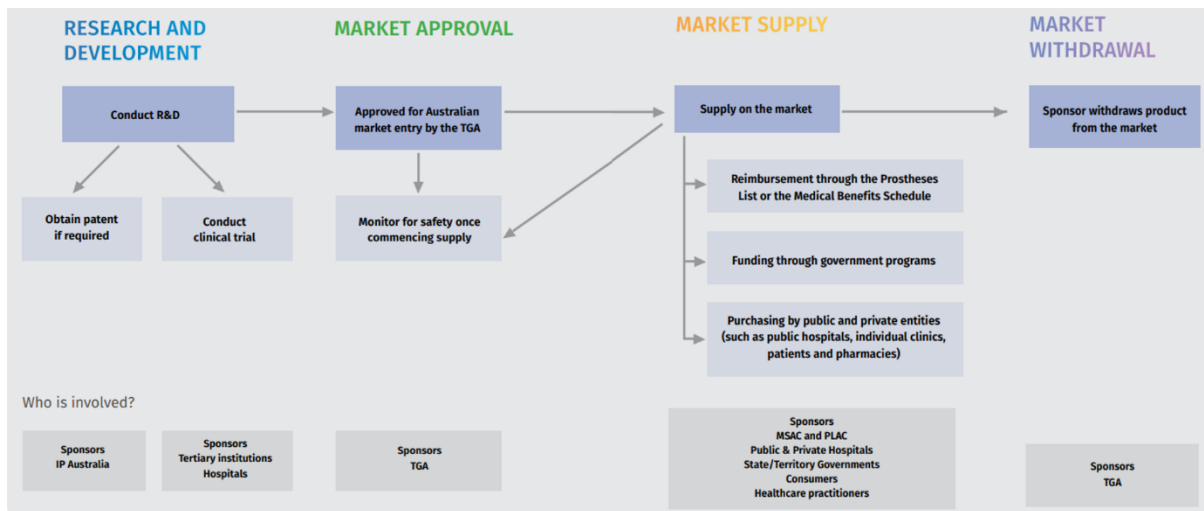 RESEARCH AND
DEVELOPMENT
MARKET APPROVAL
MARKET SUPPLY
MARKET
WITHDRAWAL
Conduct R&D
Approved for Australian
market entry by the TGA
Supply on the market
Sponsor withdraws product
from the market
Obtain patent
if required
Conduct
clinical trial
Monitor for safety once
commencing supply
Reimbursement through the Prostheses
List or the Medical Benefits Schedule
Funding through government programs
Purchasing by public and private entities
(such as public hospitals, individual clinics,
patients and pharmacies)
Who is involved?
Sponsors
IP Australia
Sponsors
Tertiary institutions
Hospitals
Sponsors
TGA
Sponsors
MSAC and PLAC
Public & Private Hospitals
State/Territory Governments
Consumers
Healthcare practitioners
Sponsors
TGA